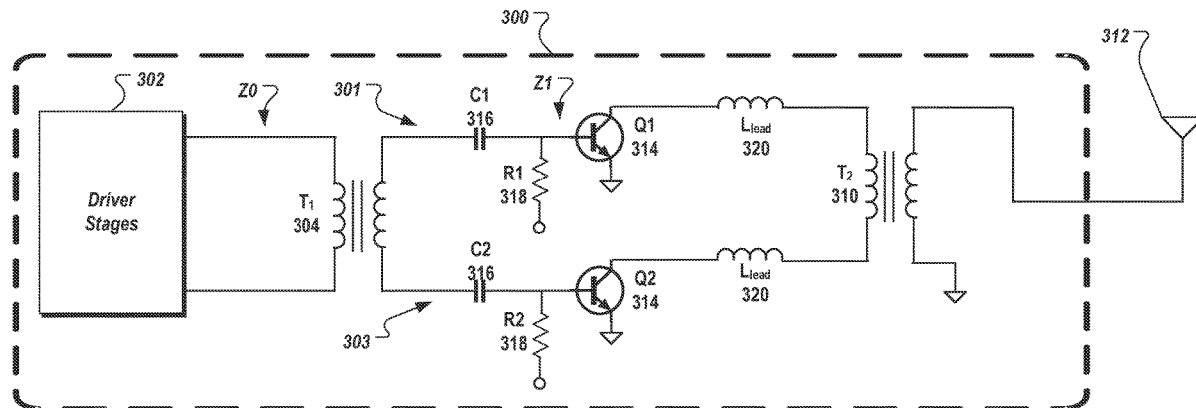 300
312
302
Z0
301
C1
316
Z1
Q1
314
L_lead
320
R1
318
Driver
Stages
T₁
304
T₂
310
C2
316
Q2
314
L_lead
320
303
R2
318